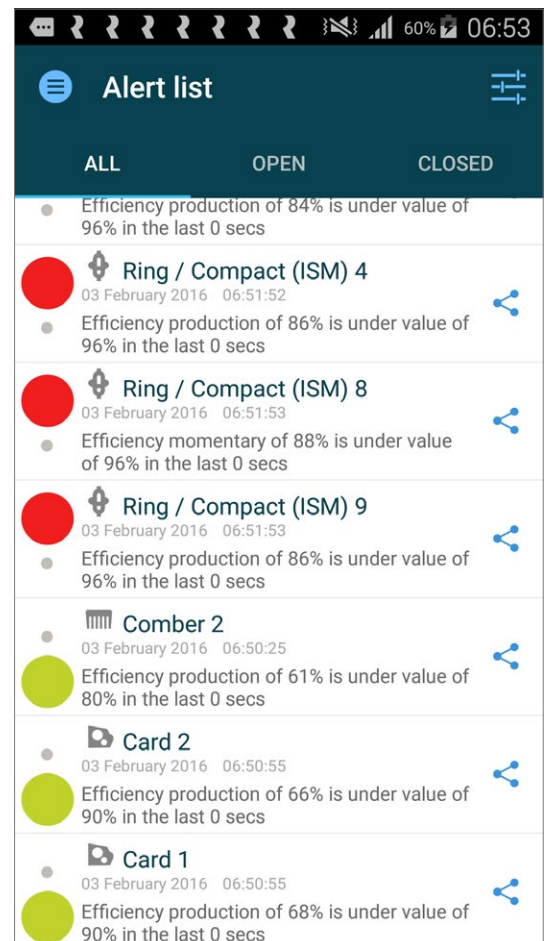 60% 06:53
Alert list
ALL OPEN CLOSED
Efficiency production of 84% is under value of
96% in the last 0 secs
Ring / Compact (ISM) 4
03 February 2016 06:51:52
Efficiency production of 86% is under value of
96% in the last 0 secs
Ring / Compact (ISM) 8
03 February 2016 06:51:53
Efficiency momentary of 88% is under value
of 96% in the last 0 secs
Ring / Compact (ISM) 9
03 February 2016 06:51:53
Efficiency production of 86% is under value of
96% in the last 0 secs
Comber 2
03 February 2016 06:50:25
Efficiency production of 61% is under value of
80% in the last 0 secs
Card 2
03 February 2016 06:50:55
Efficiency production of 66% is under value of
90% in the last 0 secs
Card 1
03 February 2016 06:50:55
Efficiency production of 68% is under value of
90% in the last 0 secs